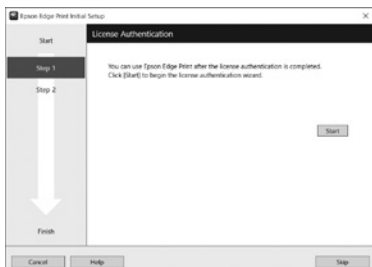 Epson Edge Print Initial Setup
Start
Step 1
Step 2
Finish
License Authentication
You can use Epson Edge Print after the license authentication is completed.
Click [Start] to begin the license authentication wizard.
Start
Cancel
Help
Skip